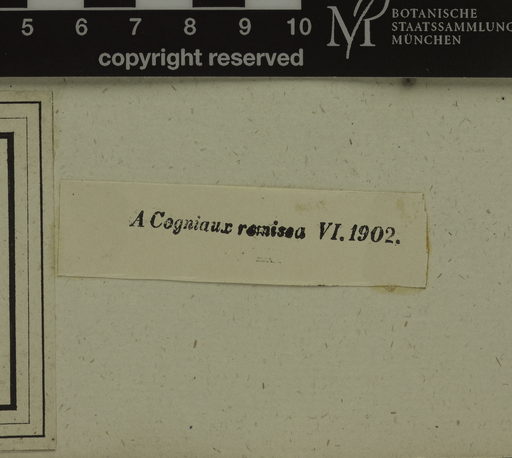 5 6 7 8 9 10
copyright reserved
BOTANISCHE
STAATSSAMMLUNG
MÜNCHEN
A Cogniaux remissa VI. 1902.